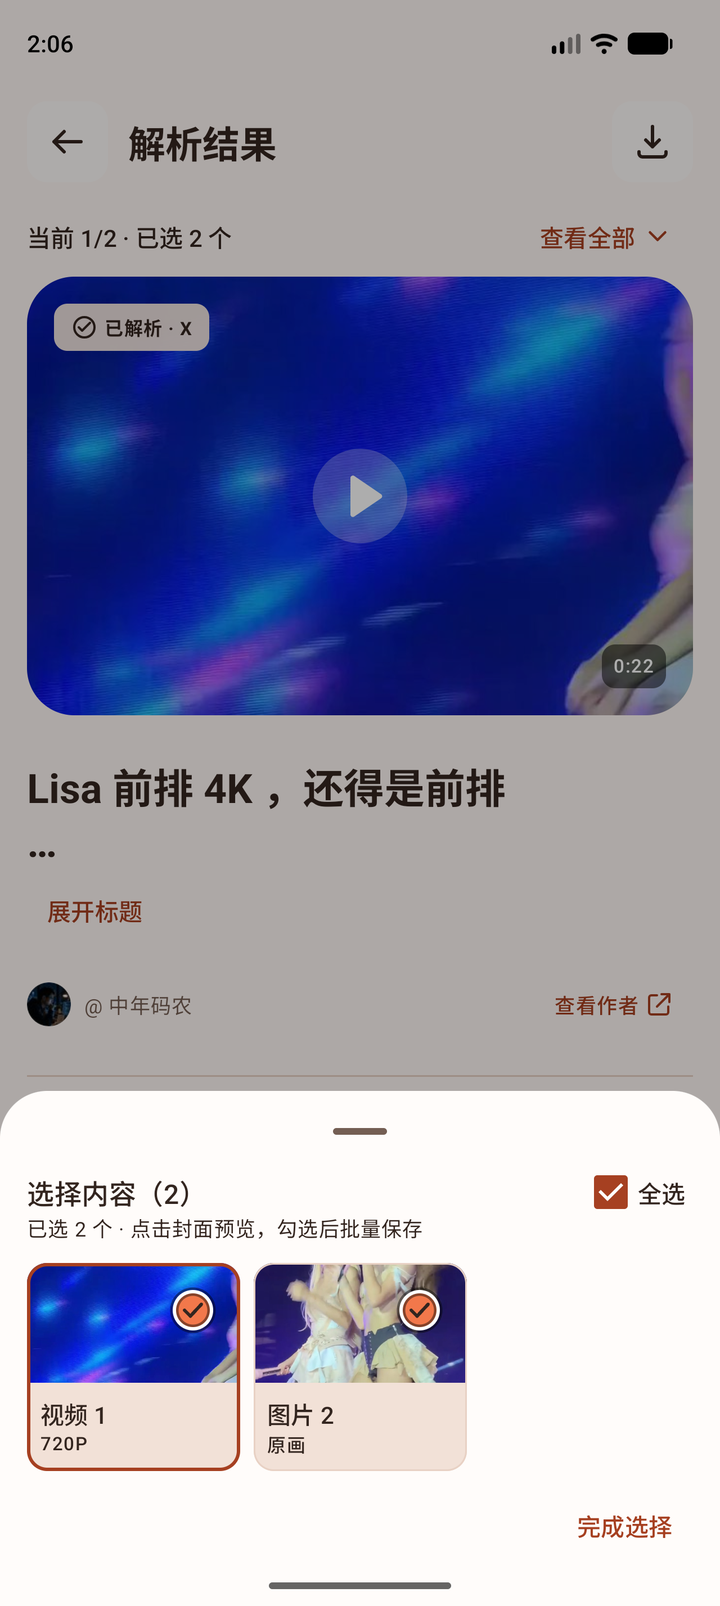 2:06
解析结果
当前 1/2 · 已选 2 个
查看全部
已解析 · X
0:22
Lisa 前排 4K ，还得是前排
...
展开标题
@ 中年码农
查看作者
选择内容（2）
全选
已选 2 个 · 点击封面预览，勾选后批量保存
视频 1
720P
图片 2
原画
完成选择